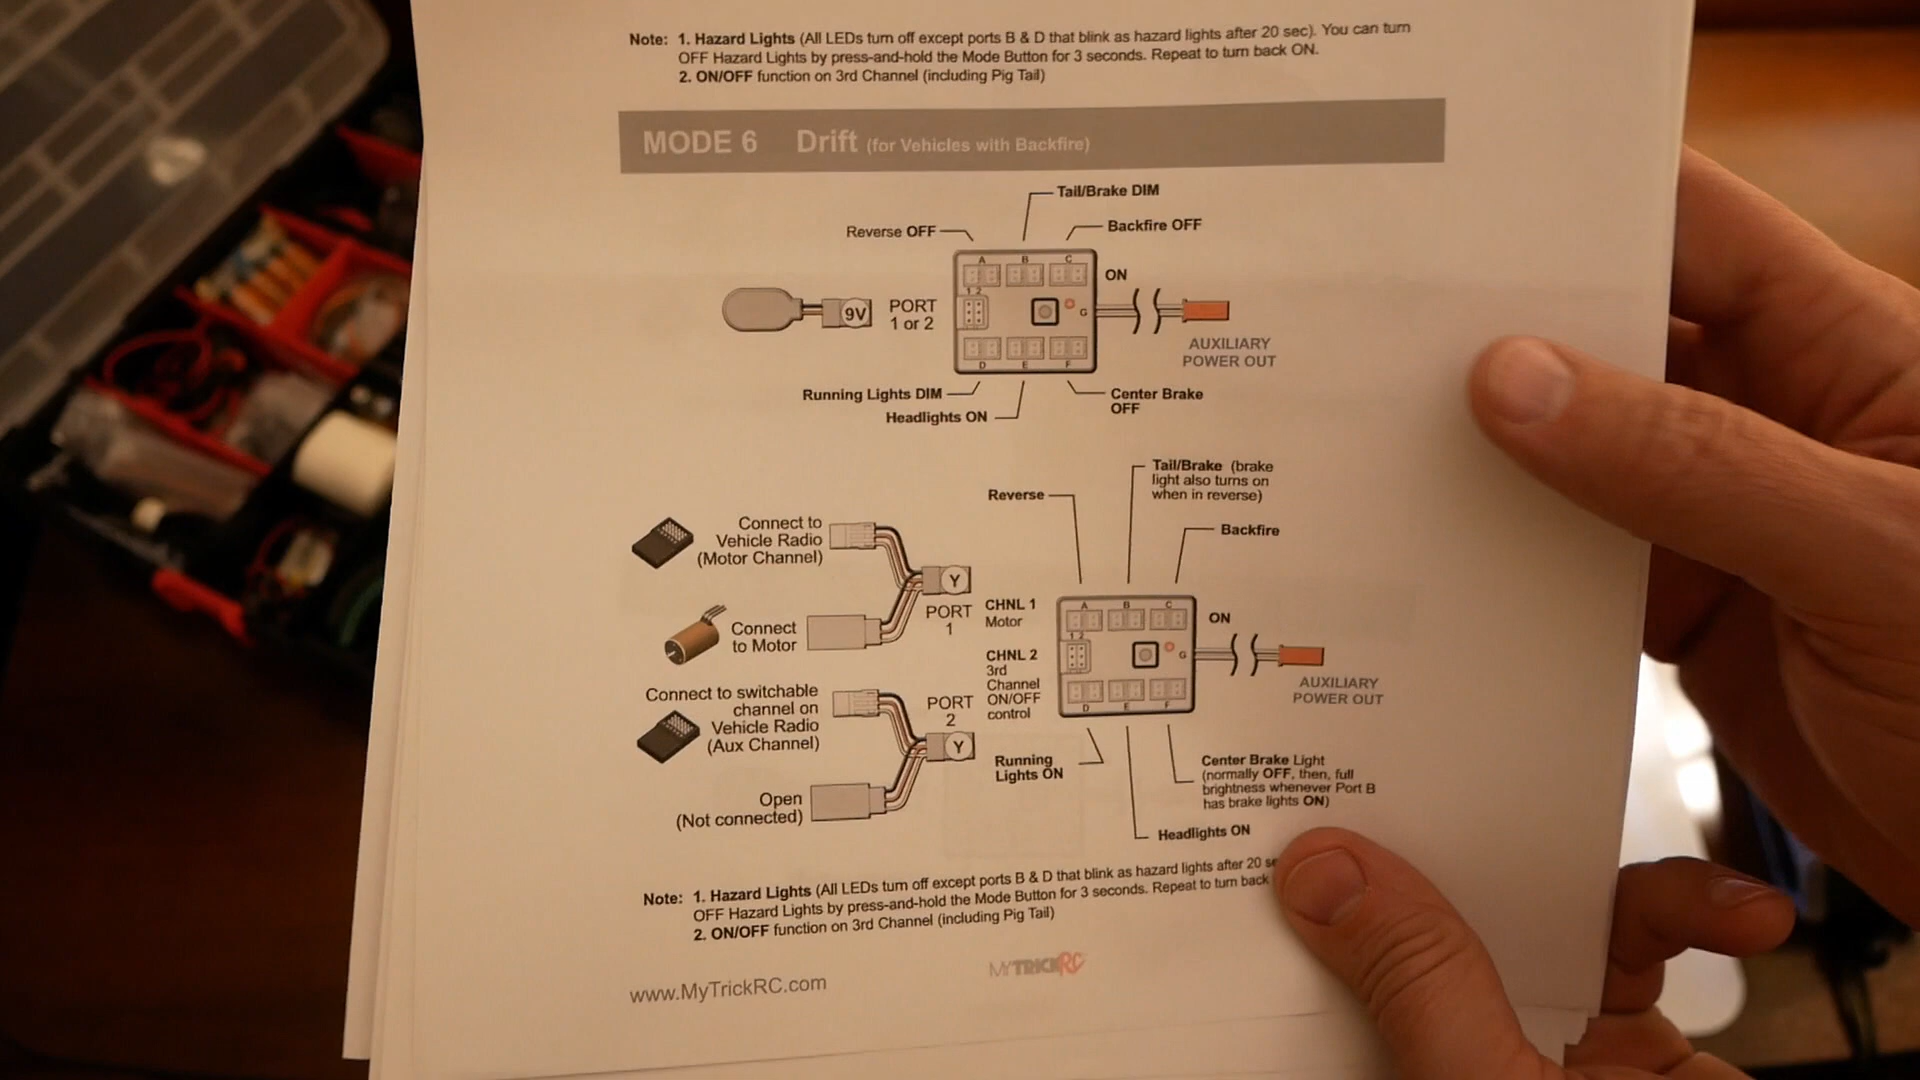 Note: 1. Hazard Lights (All LEDs turn off except ports B & D that blink as hazard lights after 20 sec). You can turn
OFF Hazard Lights by press-and-hold the Mode Button for 3 seconds. Repeat to turn back ON.
2. ON/OFF function on 3rd Channel (including Pig Tail)
MODE 6 Drift (for Vehicles with Backfire)
Tail/Brake DIM
Reverse OFF
Backfire OFF
A B C
ON
1 2
9V
PORT
1 or 2
G
AUXILIARY
POWER OUT
D E F
Running Lights DIM
Headlights ON
Center Brake
OFF
Tail/Brake (brake
light also turns on
when in reverse)
Reverse
Backfire
Connect to
Vehicle Radio
(Motor Channel)
Y
PORT
1
CHNL 1
Motor
Connect
to Motor
A B C
ON
1 2
G
AUXILIARY
POWER OUT
D E F
CHNL 2
3rd
Channel
ON/OFF
control
Connect to switchable
channel on
Vehicle Radio
(Aux Channel)
PORT
2
Y
Running
Lights ON
Center Brake Light
(normally OFF, then, full
brightness whenever Port B
has brake lights ON)
Open
(Not connected)
Headlights ON
Note: 1. Hazard Lights (All LEDs turn off except ports B & D that blink as hazard lights after 20 se
OFF Hazard Lights by press-and-hold the Mode Button for 3 seconds. Repeat to turn back
2. ON/OFF function on 3rd Channel (including Pig Tail)
www.MyTrickRC.com
MYTRICKRC